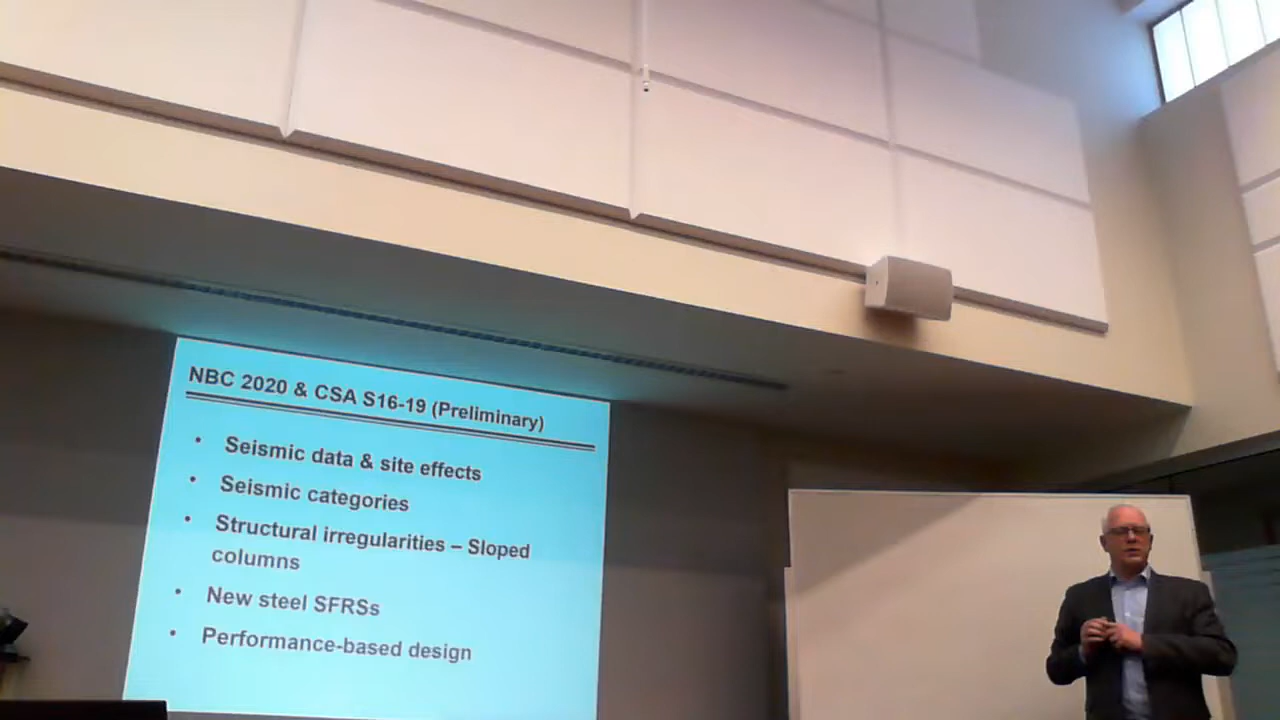 NBC 2020 & CSA S16-19 (Preliminary)
• Seismic data & site effects
• Seismic categories
• Structural irregularities – Sloped
columns
• New steel SFRSs
• Performance-based design